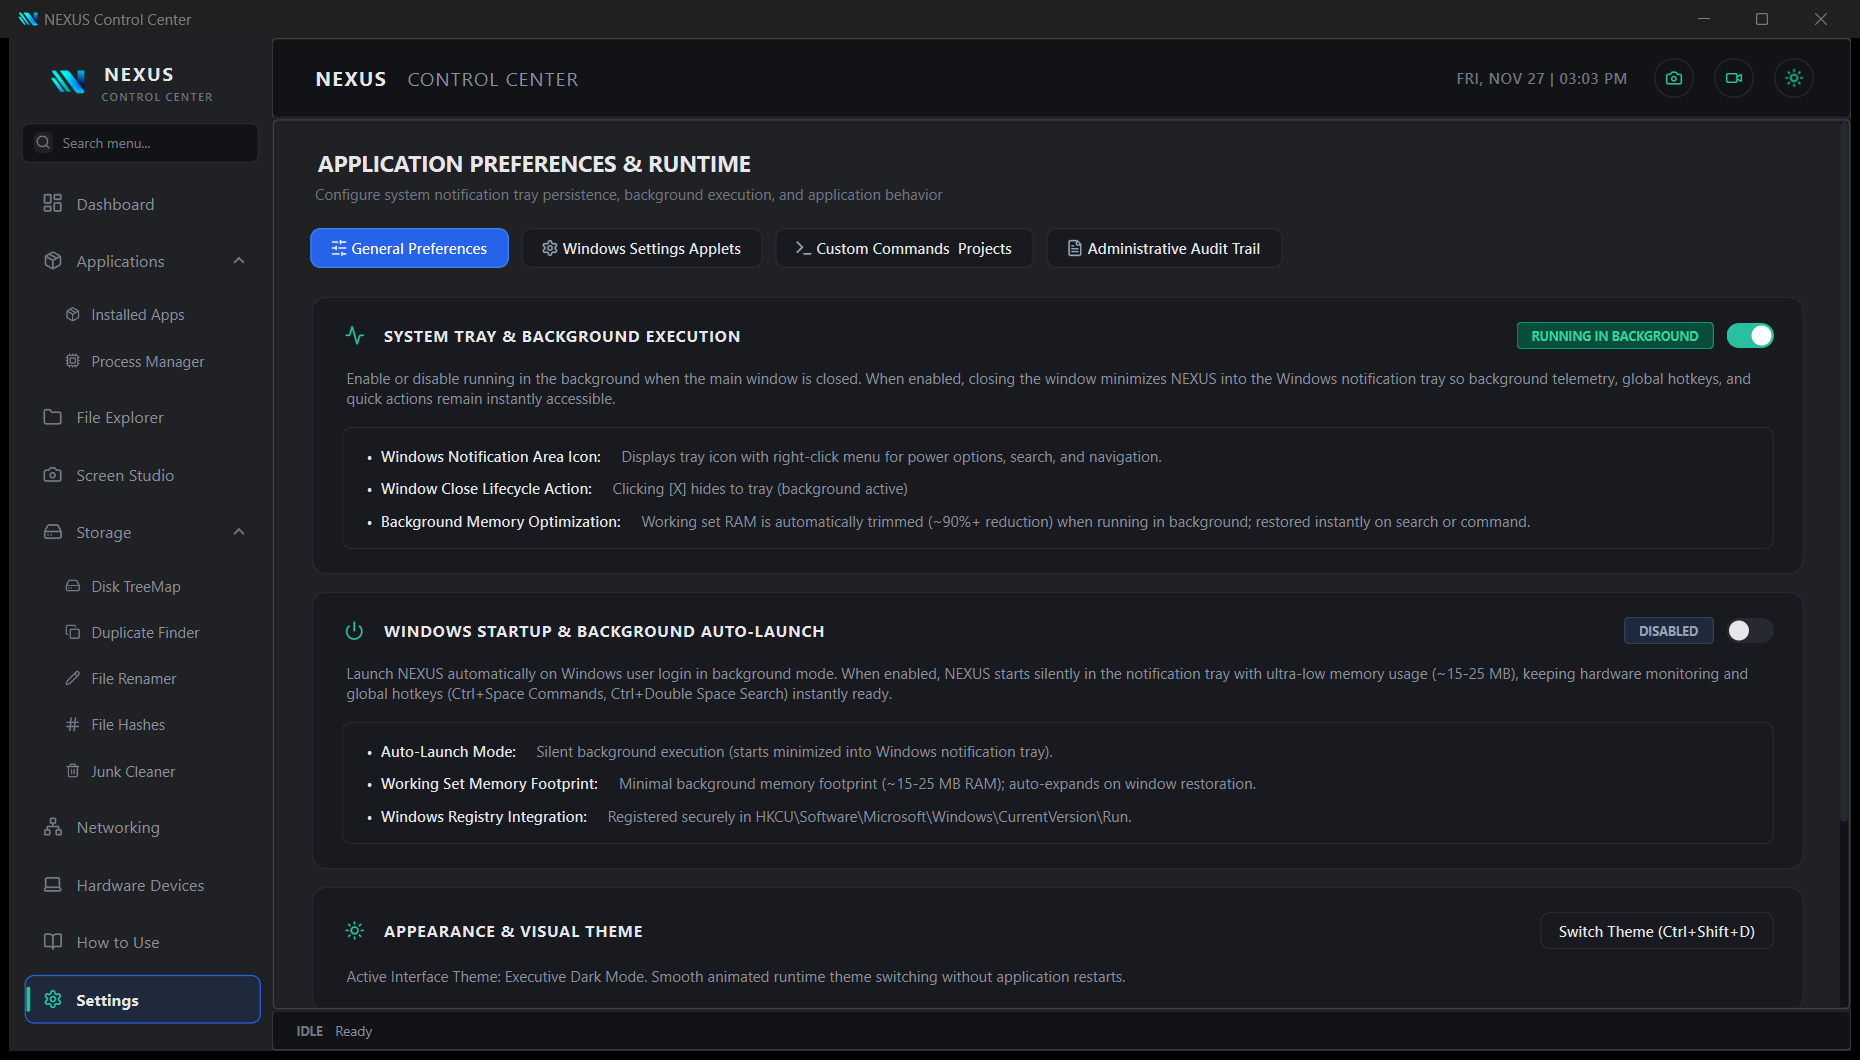 NEXUS Control Center
NEXUS
CONTROL CENTER
Search menu...
Dashboard
Applications
Installed Apps
Process Manager
File Explorer
Screen Studio
Storage
Disk TreeMap
Duplicate Finder
File Renamer
File Hashes
Junk Cleaner
Networking
Hardware Devices
How to Use
Settings
NEXUS CONTROL CENTER
FRI, NOV 27 | 03:03 PM
APPLICATION PREFERENCES & RUNTIME
Configure system notification tray persistence, background execution, and application behavior
General Preferences
Windows Settings Applets
Custom Commands Projects
Administrative Audit Trail
SYSTEM TRAY & BACKGROUND EXECUTION
RUNNING IN BACKGROUND
Enable or disable running in the background when the main window is closed. When enabled, closing the window minimizes NEXUS into the Windows notification tray so background telemetry, global hotkeys, and
quick actions remain instantly accessible.
• Windows Notification Area Icon: Displays tray icon with right-click menu for power options, search, and navigation.
• Window Close Lifecycle Action: Clicking [X] hides to tray (background active)
• Background Memory Optimization: Working set RAM is automatically trimmed (~90%+ reduction) when running in background; restored instantly on search or command.
WINDOWS STARTUP & BACKGROUND AUTO-LAUNCH
DISABLED
Launch NEXUS automatically on Windows user login in background mode. When enabled, NEXUS starts silently in the notification tray with ultra-low memory usage (~15-25 MB), keeping hardware monitoring and
global hotkeys (Ctrl+Space Commands, Ctrl+Double Space Search) instantly ready.
• Auto-Launch Mode: Silent background execution (starts minimized into Windows notification tray).
• Working Set Memory Footprint: Minimal background memory footprint (~15-25 MB RAM); auto-expands on window restoration.
• Windows Registry Integration: Registered securely in HKCU\Software\Microsoft\Windows\CurrentVersion\Run.
APPEARANCE & VISUAL THEME
Switch Theme (Ctrl+Shift+D)
Active Interface Theme: Executive Dark Mode. Smooth animated runtime theme switching without application restarts.
IDLE Ready